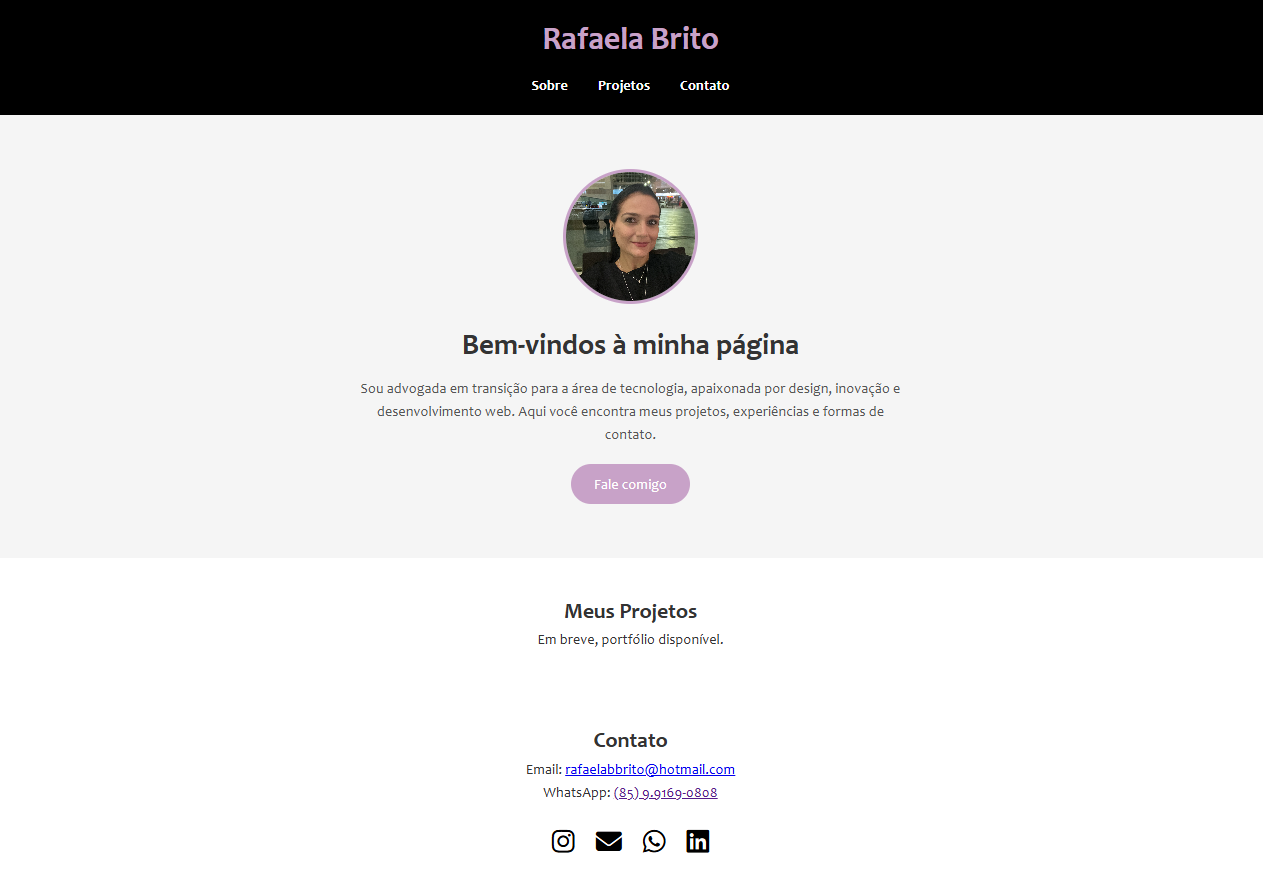 Rafaela Brito
Sobre Projetos Contato
Bem-vindos à minha página
Sou advogada em transição para a área de tecnologia, apaixonada por design, inovação e
desenvolvimento web. Aqui você encontra meus projetos, experiências e formas de
contato.
Fale comigo
Meus Projetos
Em breve, portfólio disponível.
Contato
Email: rafaelabbrito@hotmail.com
WhatsApp: (85) 9.9169-0808
in